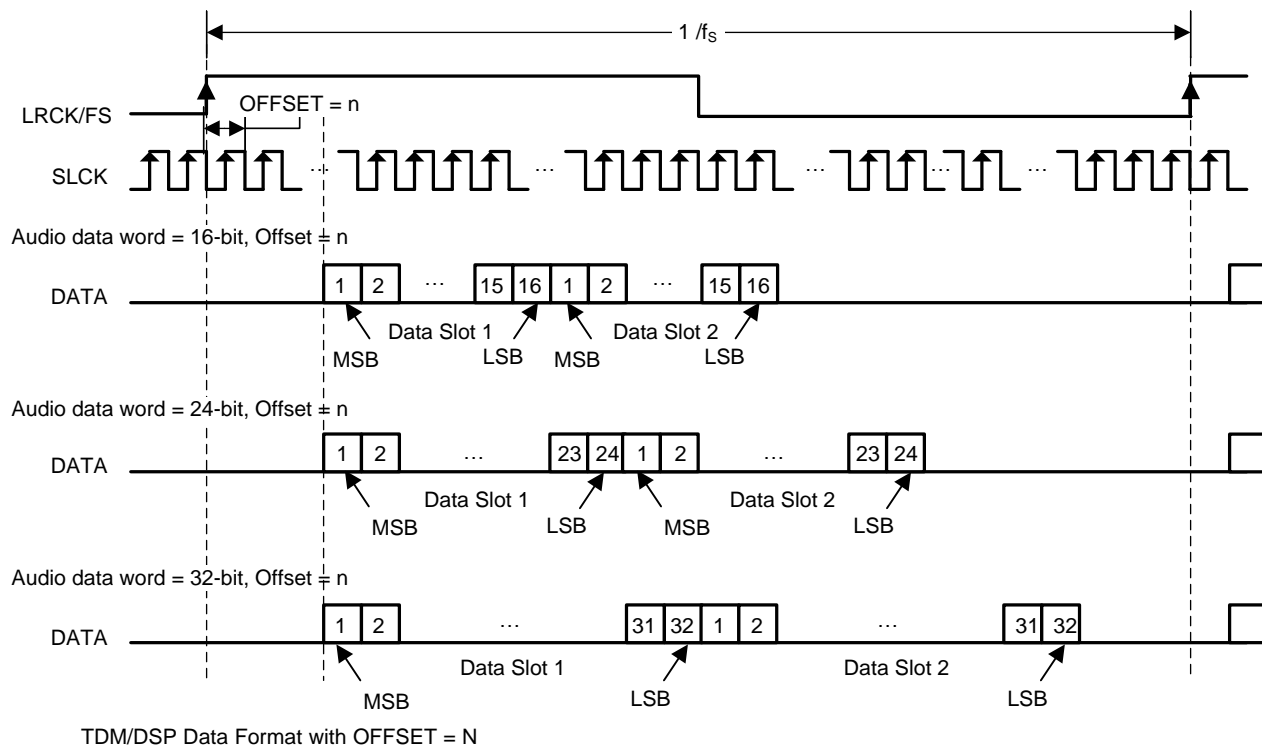 1 /fS
LRCK/FS
OFFSET = n
SLCK
... ... ... ... ...
Audio data word = 16-bit, Offset = n
DATA
1 2 ... 15 16 1 2 ... 15 16
Data Slot 1 Data Slot 2
MSB LSB MSB LSB
Audio data word = 24-bit, Offset = n
DATA
1 2 ... 23 24 1 2 ... 23 24
Data Slot 1 Data Slot 2
MSB LSB MSB LSB
Audio data word = 32-bit, Offset = n
DATA
1 2 ... 31 32 1 2 ... 31 32
Data Slot 1 Data Slot 2
MSB LSB LSB
TDM/DSP Data Format with OFFSET = N